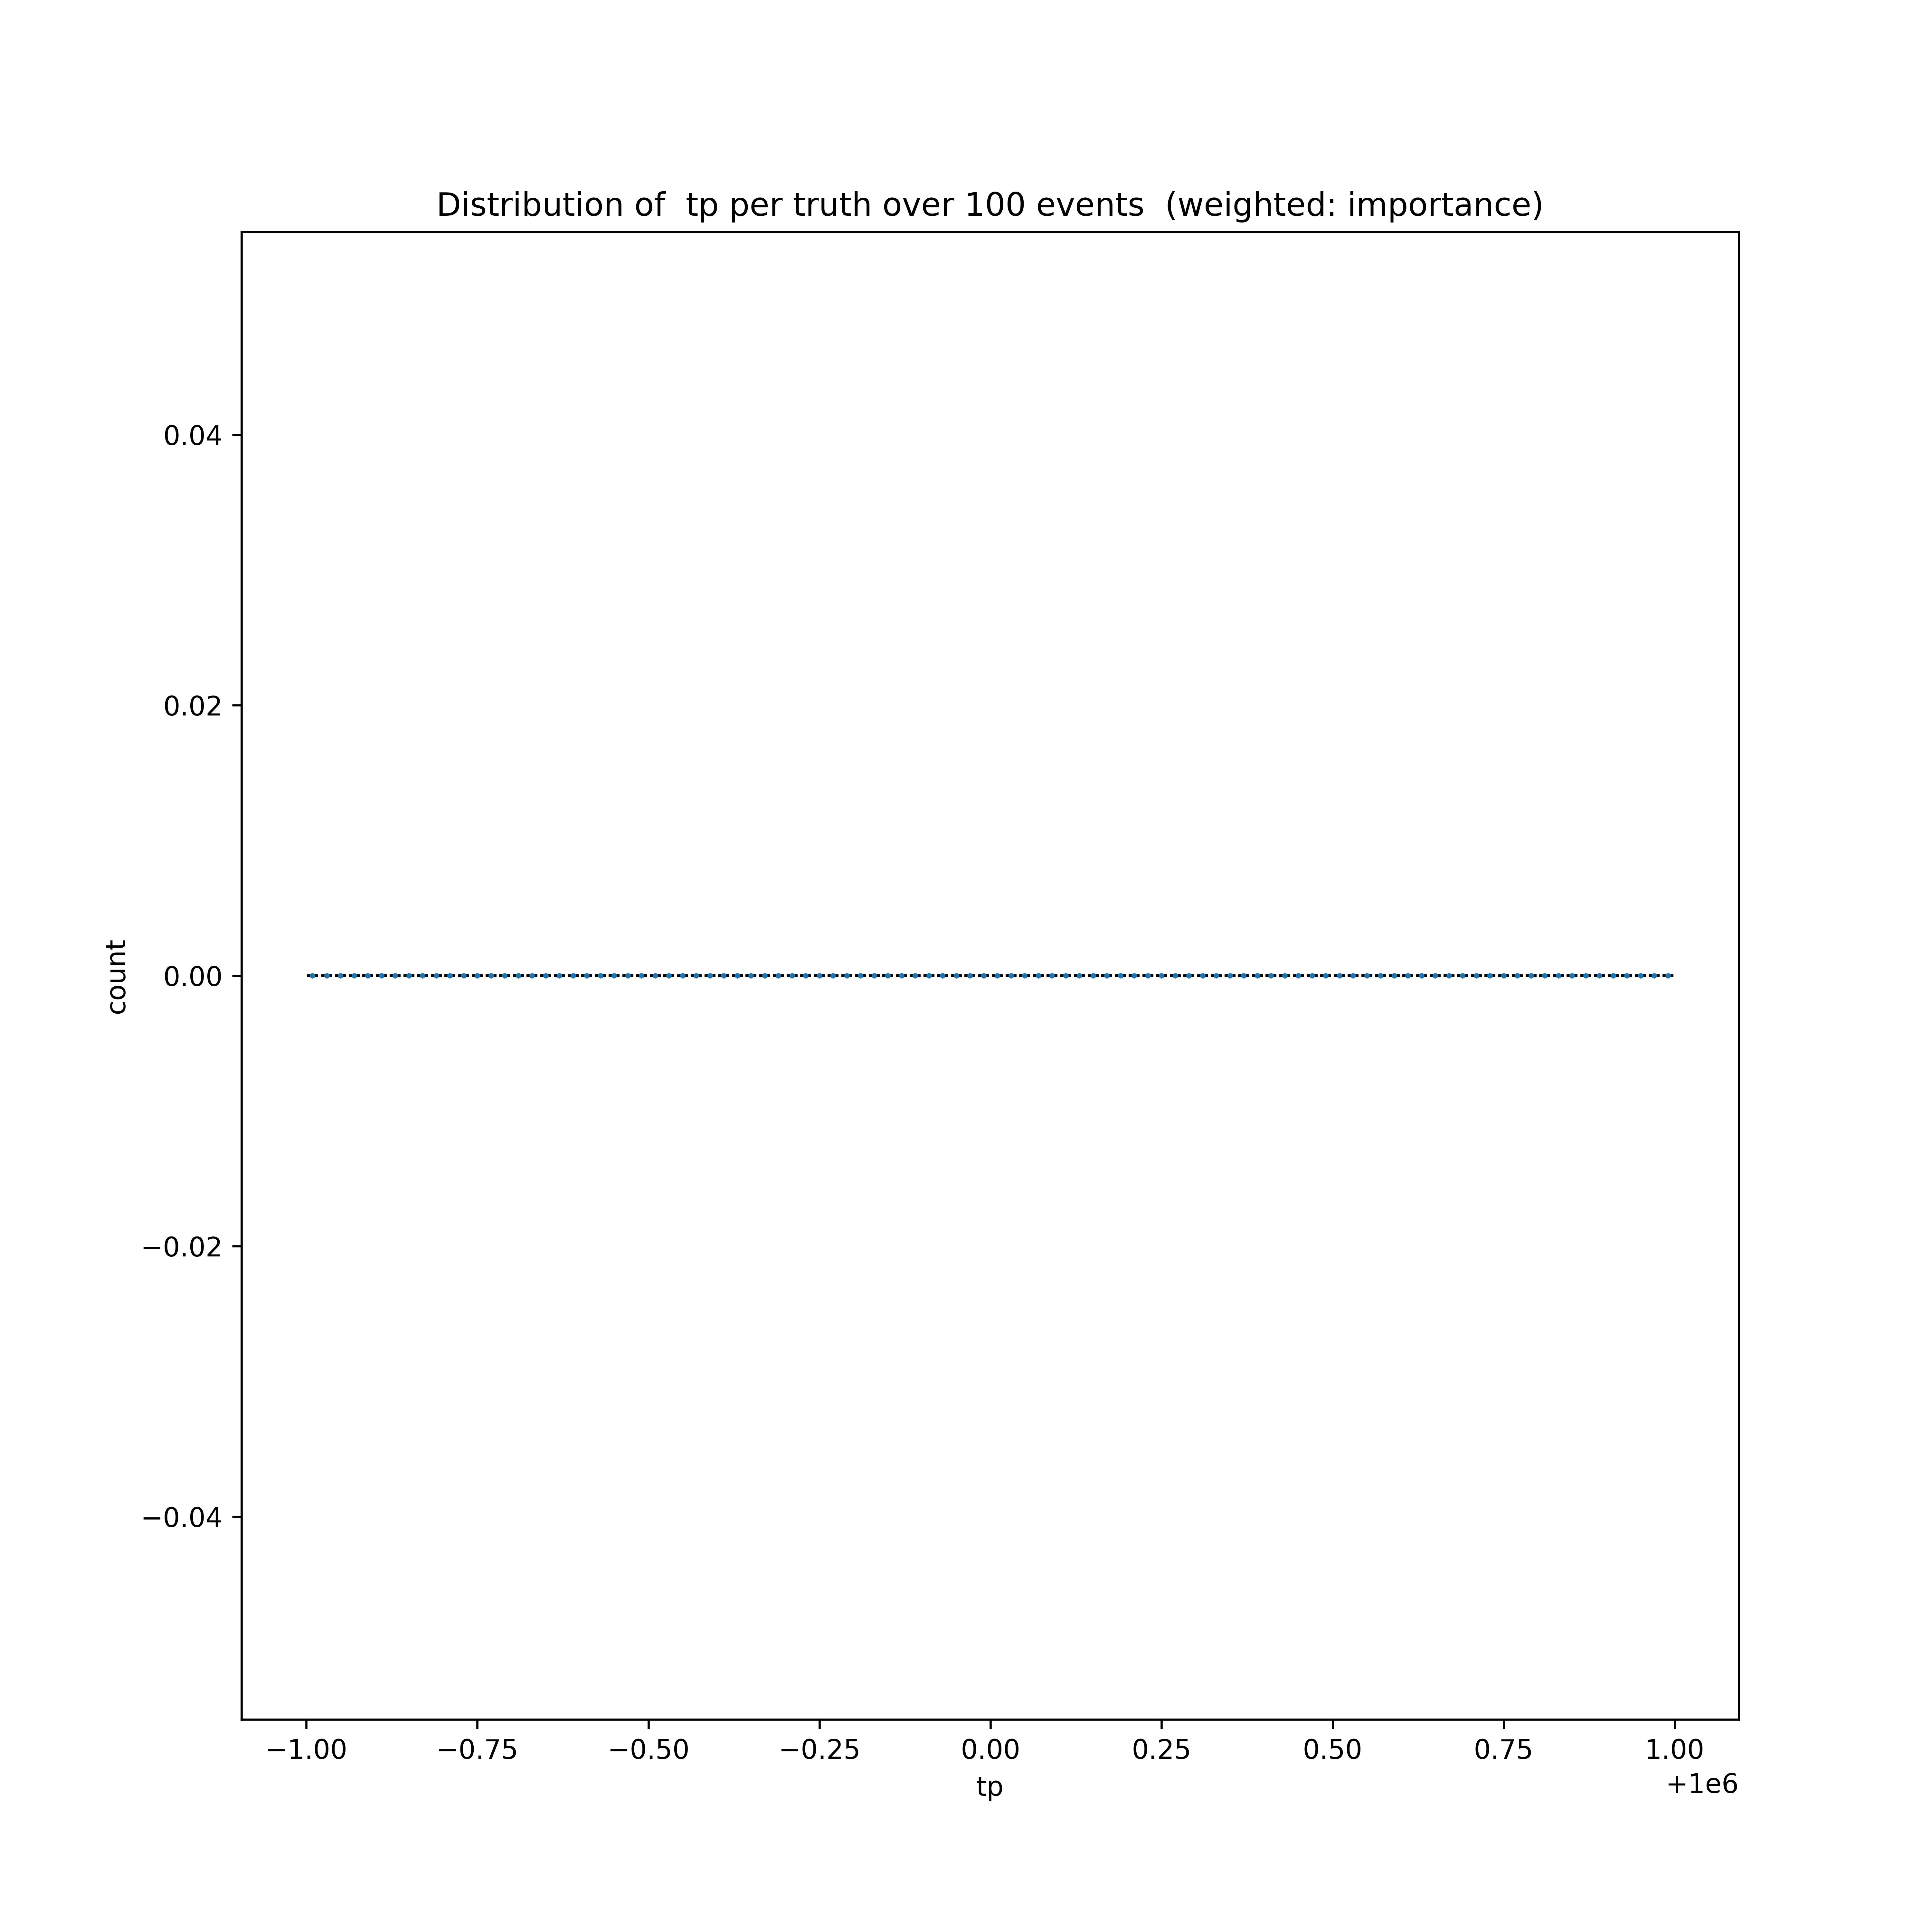 Distribution of  tp per truth over 100 events  (weighted: importance)
0.04
0.02
0.00
−0.02
−0.04
count
−1.00 −0.75 −0.50 −0.25 0.00 0.25 0.50 0.75 1.00
+1e6
tp